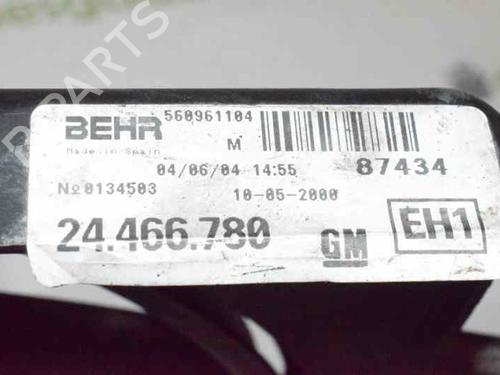 BEHR 560961104
Made in Spain M
04/06/04 14:55 87434
№0134503 10-05-2000
24.466.780 GM EH1
B PARTS